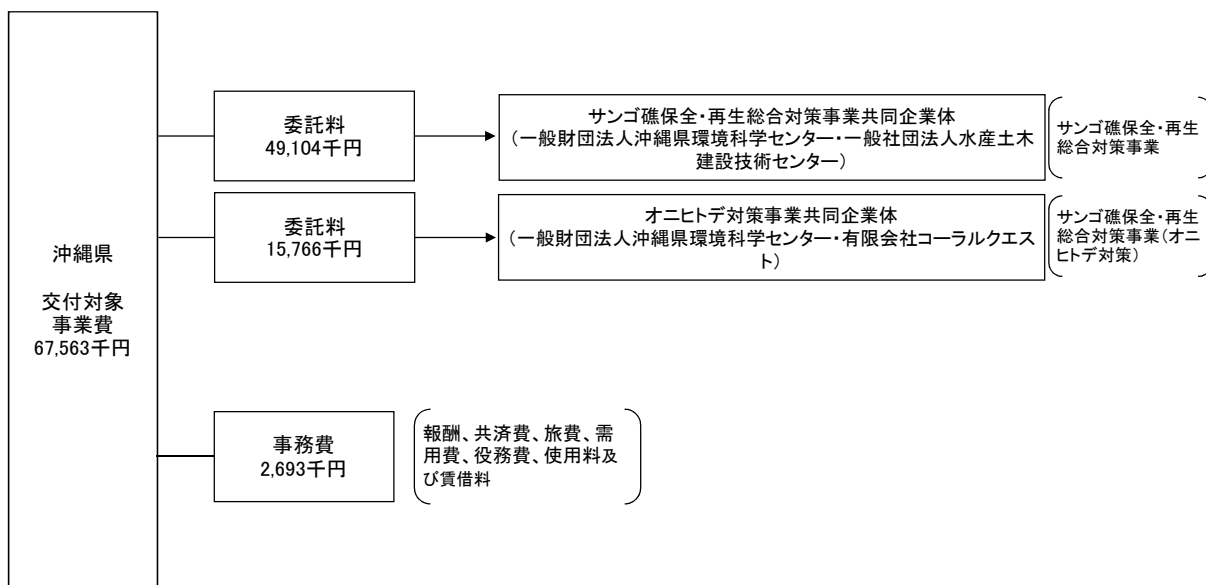 委託料
49,104千円
サンゴ礁保全・再生総合対策事業共同企業体
（一般財団法人沖縄県環境科学センター・一般社団法人水産土木
建設技術センター）
サンゴ礁保全・再生
総合対策事業
委託料
15,766千円
オニヒトデ対策事業共同企業体
（一般財団法人沖縄県環境科学センター・有限会社コーラルクエス
ト）
サンゴ礁保全・再生
総合対策事業（オニ
ヒトデ対策）
沖縄県
交付対象
事業費
67,563千円
事務費
2,693千円
報酬、共済費、旅費、需
用費、役務費、使用料及
び賃借料